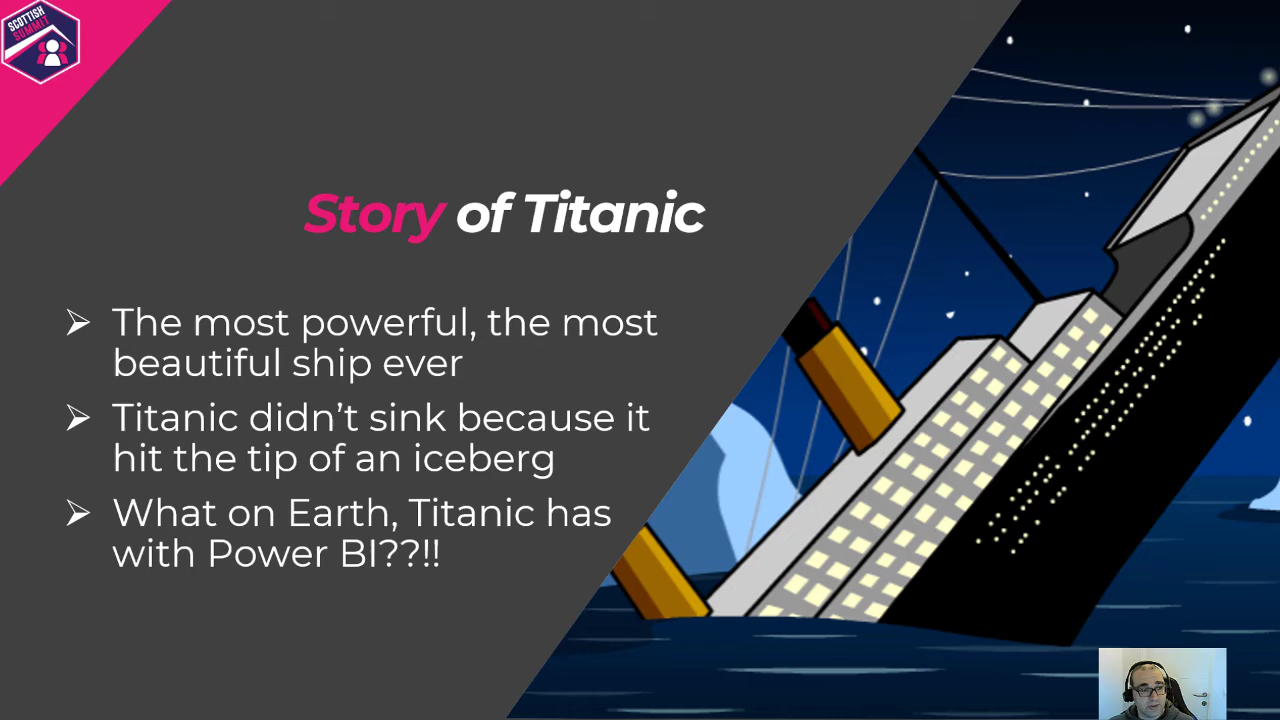 SCOTTISH
SUMMIT
Story of Titanic
➢ The most powerful, the most
beautiful ship ever
➢ Titanic didn’t sink because it
hit the tip of an iceberg
➢ What on Earth, Titanic has
with Power BI??!!